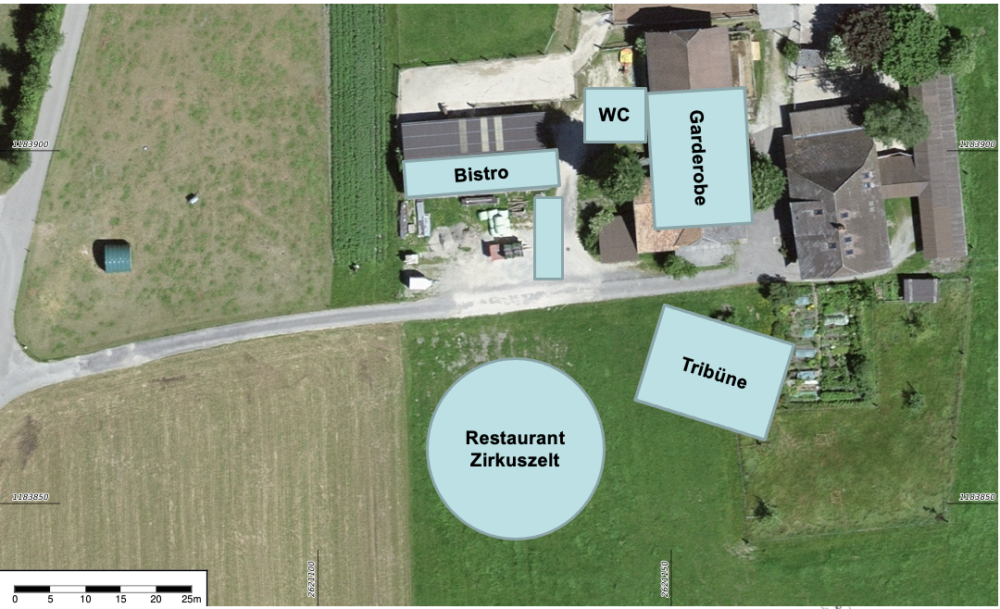 WC
Garderobe
1183900
1183900
Bistro
Tribüne
Restaurant
Zirkuszelt
1183850
1183850
2621100
2621150
0 5 10 15 20 25m